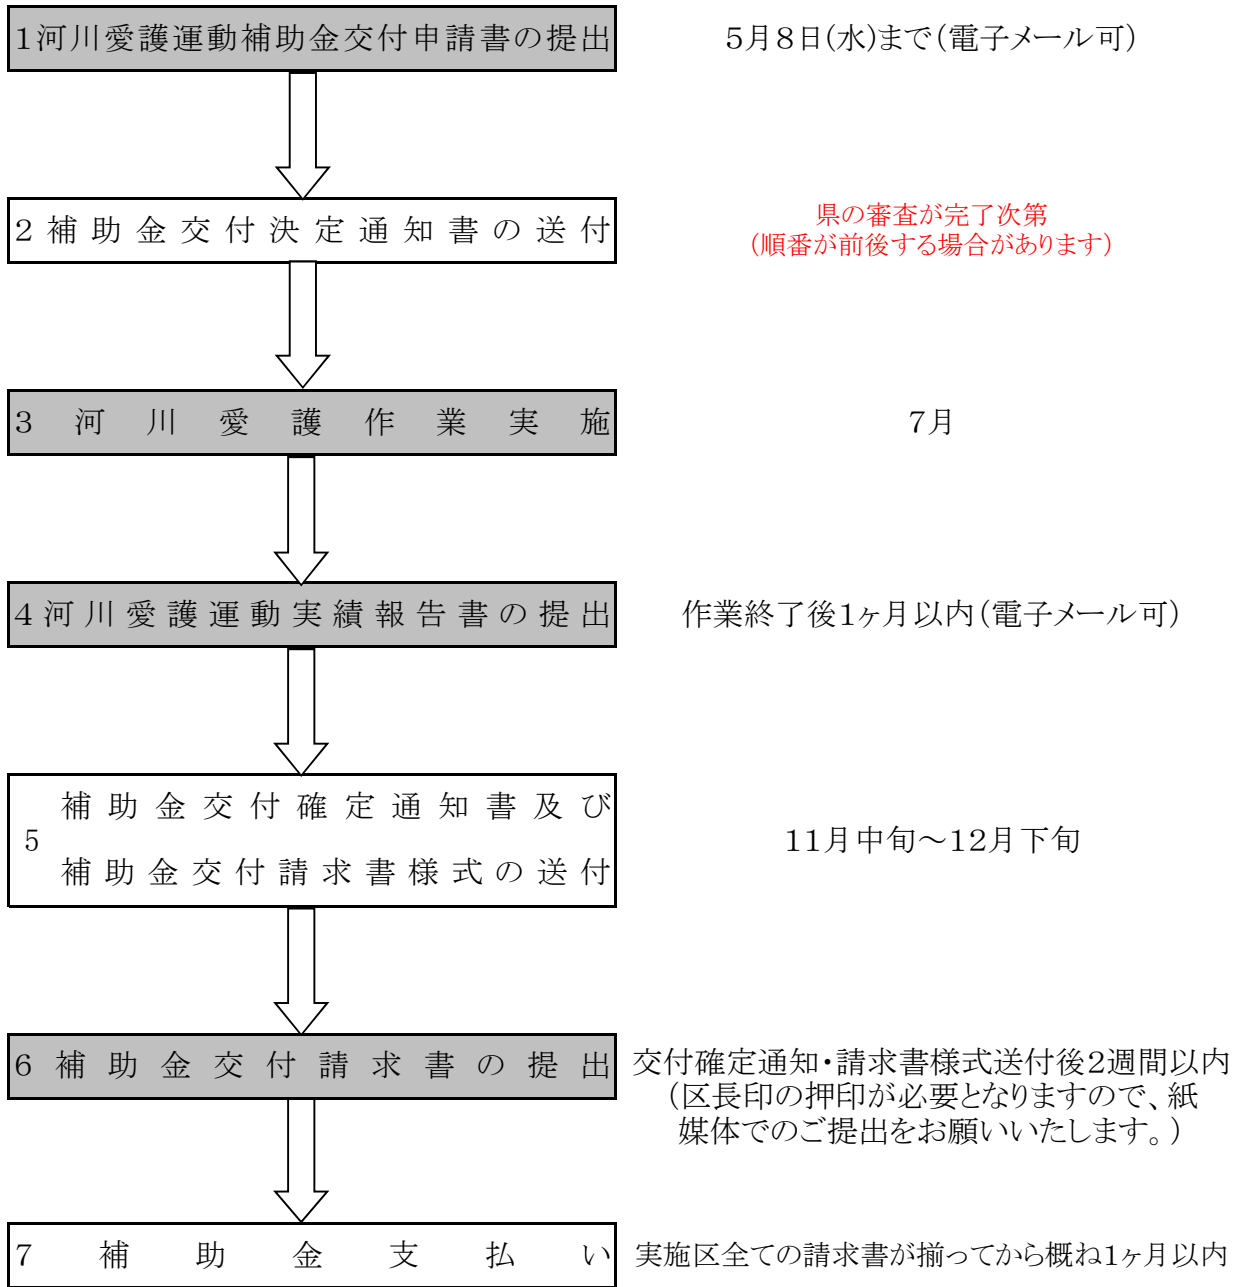 1河川愛護運動補助金交付申請書の提出
5月8日(水)まで(電子メール可)
2補助金交付決定通知書の送付
県の審査が完了次第
(順番が前後する場合があります)
3河川愛護作業実施
7月
4河川愛護運動実績報告書の提出
作業終了後1ヶ月以内(電子メール可)
5
補助金交付確定通知書及び
補助金交付請求書様式の送付
11月中旬～12月下旬
6補助金交付請求書の提出
交付確定通知・請求書様式送付後2週間以内
(区長印の押印が必要となりますので、紙
媒体でのご提出をお願いいたします。)
7補助金支払い
実施区全ての請求書が揃ってから概ね1ヶ月以内